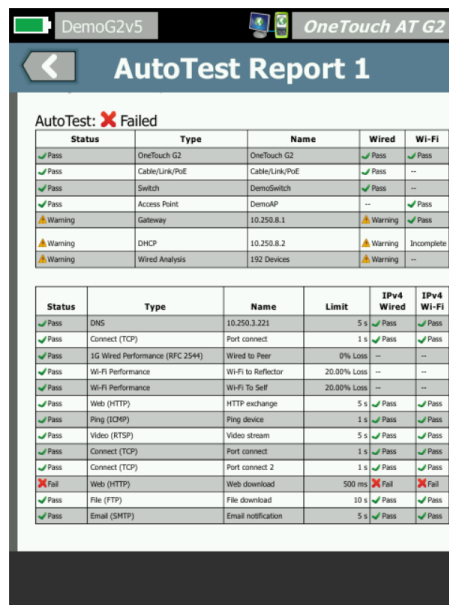 DemoG2v5
OneTouch AT G2
AutoTest Report 1
AutoTest: Failed
Status Type Name Wired Wi-Fi
Pass OneTouch G2 OneTouch G2 Pass Pass
Pass Cable/Link/PoE Cable/Link/PoE Pass --
Pass Switch DemoSwitch Pass --
Pass Access Point DemoAP -- Pass
Warning Gateway 10.250.8.1 Warning Pass
Warning DHCP 10.250.8.2 Warning Incomplete
Warning Wired Analysis 192 Devices Warning --
Status Type Name Limit IPv4 Wired IPv4 Wi-Fi
Pass DNS 10.250.3.221 5 s Pass Pass
Pass Connect (TCP) Port connect 1 s Pass Pass
Pass 1G Wired Performance (RFC 2544) Wired to Peer 0% Loss -- --
Pass Wi-Fi Performance Wi-Fi to Reflector 20.00% Loss -- --
Pass Wi-Fi Performance Wi-Fi To Self 20.00% Loss -- --
Pass Web (HTTP) HTTP exchange 5 s Pass Pass
Pass Ping (ICMP) Ping device 1 s Pass Pass
Pass Video (RTSP) Video stream 5 s Pass Pass
Pass Connect (TCP) Port connect 1 s Pass Pass
Pass Connect (TCP) Port connect 2 1 s Pass Pass
Fail Web (HTTP) Web download 500 ms Fail Fail
Pass File (FTP) File download 10 s Pass Pass
Pass Email (SMTP) Email notification 5 s Pass Pass